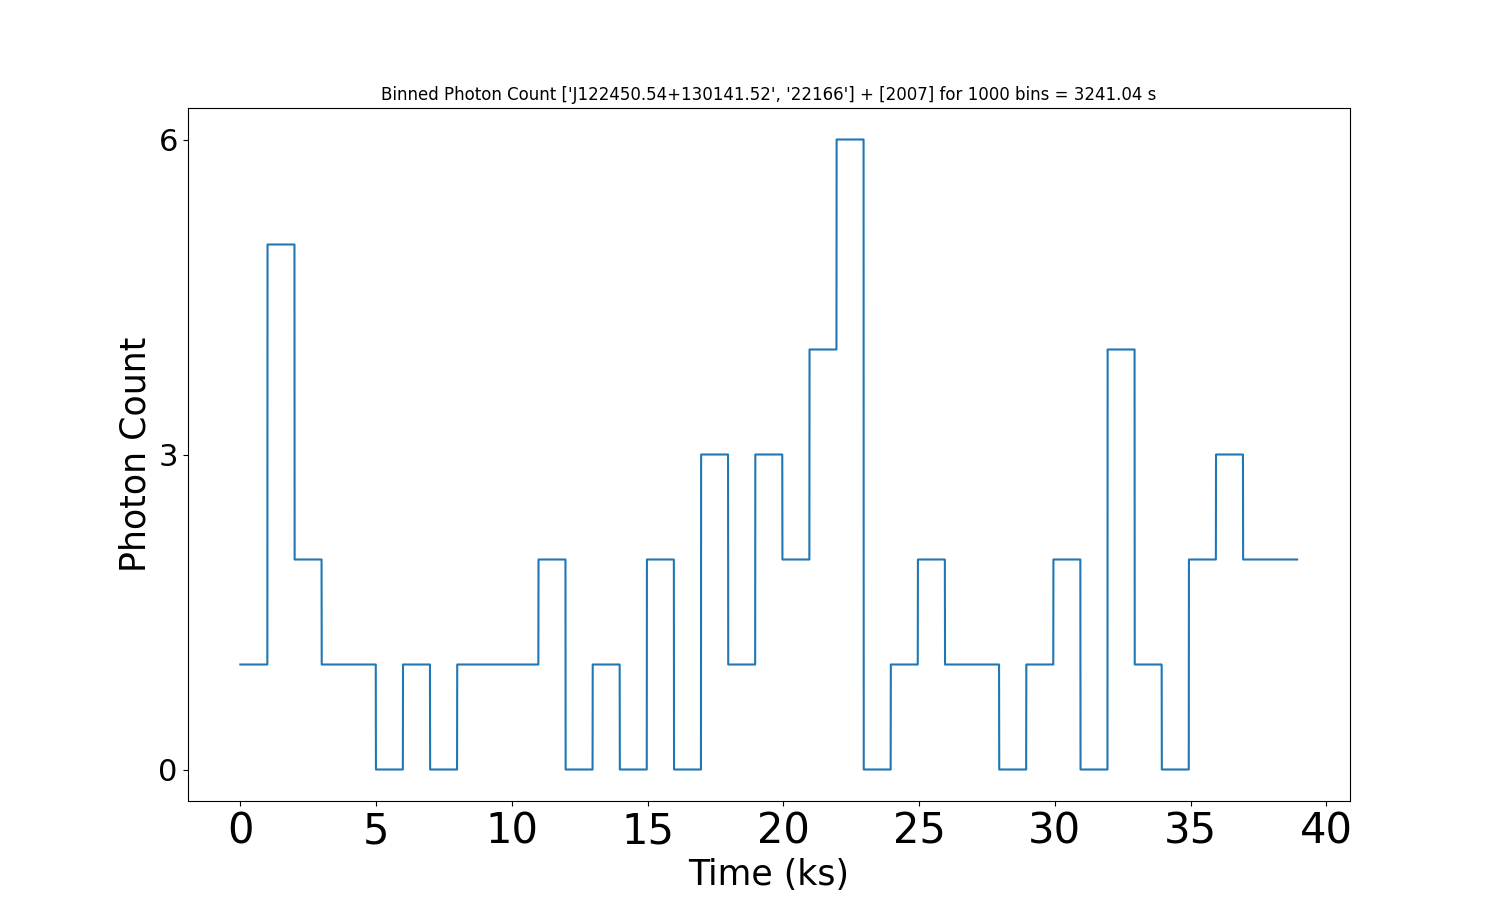 Binned Photon Count ['J122450.54+130141.52', '22166'] + [2007] for 1000 bins = 3241.04 s
6
3
0
Photon Count
0 5 10 15 20 25 30 35 40
Time (ks)